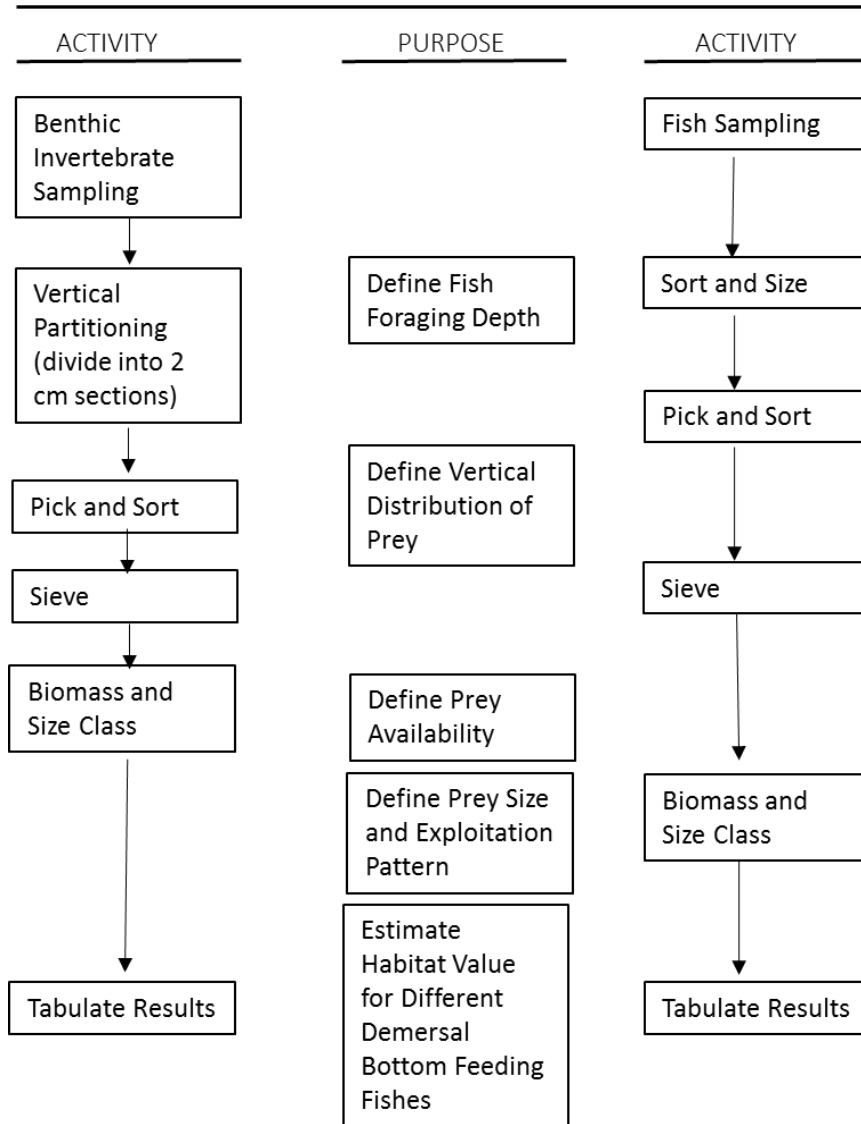 ACTIVITY
PURPOSE
ACTIVITY
Benthic
Invertebrate
Sampling
Vertical
Partitioning
(divide into 2
cm sections)
Pick and Sort
Sieve
Biomass and
Size Class
Tabulate Results
Define Fish
Foraging Depth
Define Vertical
Distribution of
Prey
Define Prey
Availability
Define Prey Size
and Exploitation
Pattern
Estimate
Habitat Value
for Different
Demersal
Bottom Feeding
Fishes
Fish Sampling
Sort and Size
Pick and Sort
Sieve
Biomass and
Size Class
Tabulate Results